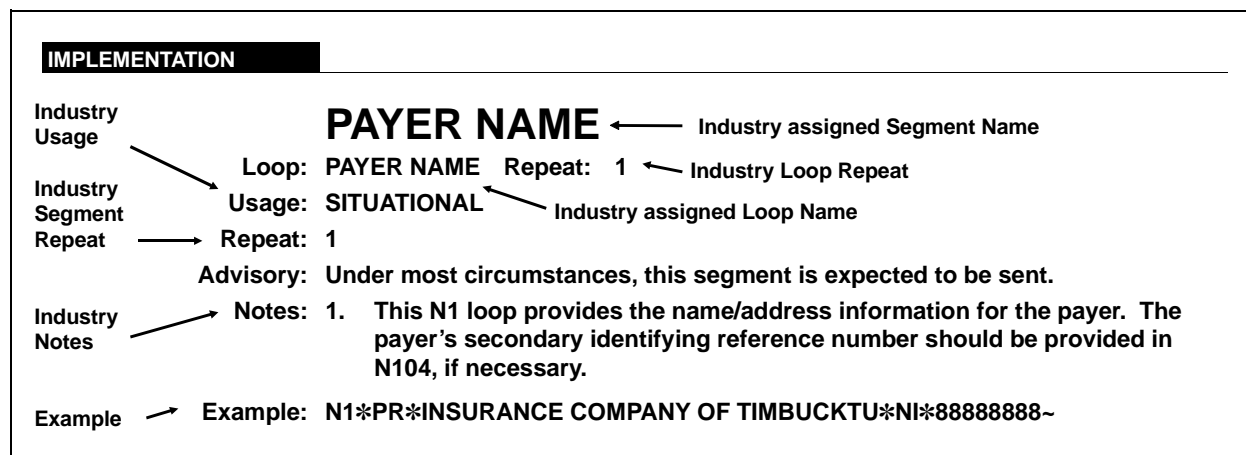 IMPLEMENTATION
Industry
Usage
PAYER NAME
Industry assigned Segment Name
Loop: PAYER NAME Repeat: 1
Industry Loop Repeat
Industry
Segment
Repeat
Usage: SITUATIONAL
Industry assigned Loop Name
Repeat: 1
Advisory: Under most circumstances, this segment is expected to be sent.
Industry
Notes
Notes: 1. This N1 loop provides the name/address information for the payer. The
payer’s secondary identifying reference number should be provided in
N104, if necessary.
Example
Example: N1✽PR✽INSURANCE COMPANY OF TIMBUCKTU✽NI✽88888888~